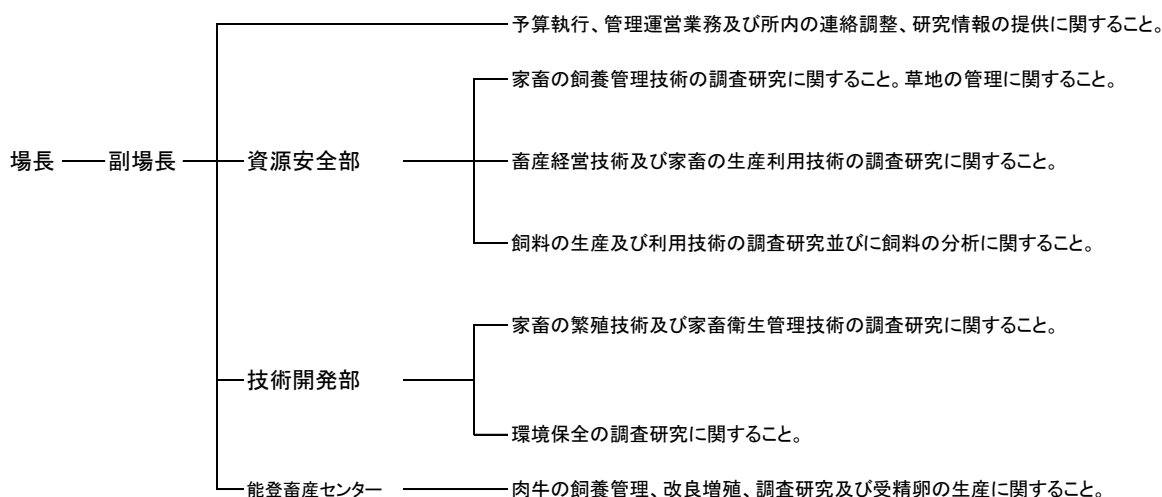 予算執行、管理運営業務及び所内の連絡調整、研究情報の提供に関すること。
家畜の飼養管理技術の調査研究に関すること。草地の管理に関すること。
場長 副場長 資源安全部 畜産経営技術及び家畜の生産利用技術の調査研究に関すること。
飼料の生産及び利用技術の調査研究並びに飼料の分析に関すること。
家畜の繁殖技術及び家畜衛生管理技術の調査研究に関すること。
技術開発部
環境保全の調査研究に関すること。
能登畜産センター 肉牛の飼養管理、改良増殖、調査研究及び受精卵の生産に関すること。